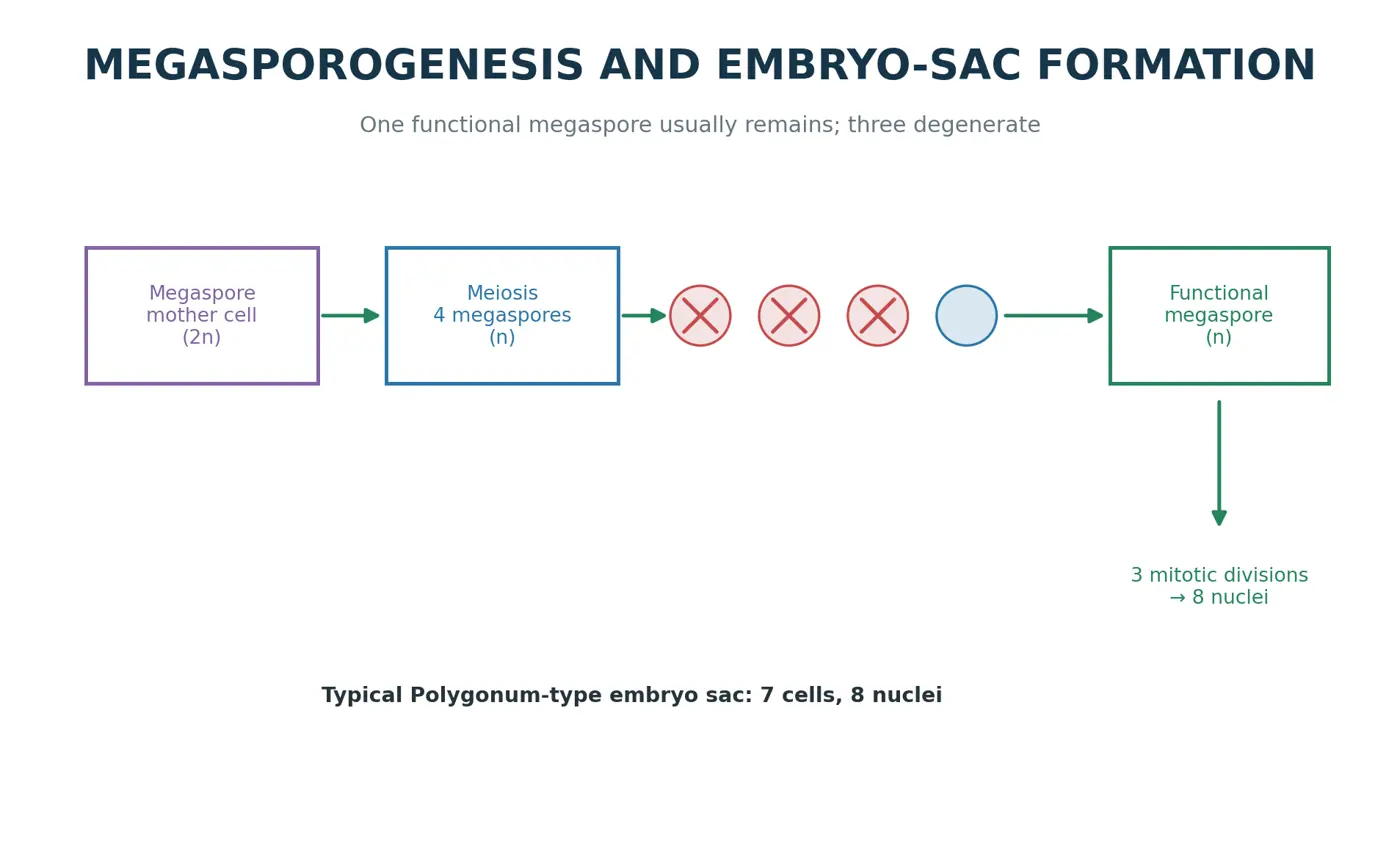 MEGASPOROGENESIS AND EMBRYO-SAC FORMATION
One functional megaspore usually remains; three degenerate
Megaspore
mother cell
(2n)
Meiosis
4 megaspores
(n)
Functional
megaspore
(n)
3 mitotic divisions
→ 8 nuclei
Typical Polygonum-type embryo sac: 7 cells, 8 nuclei